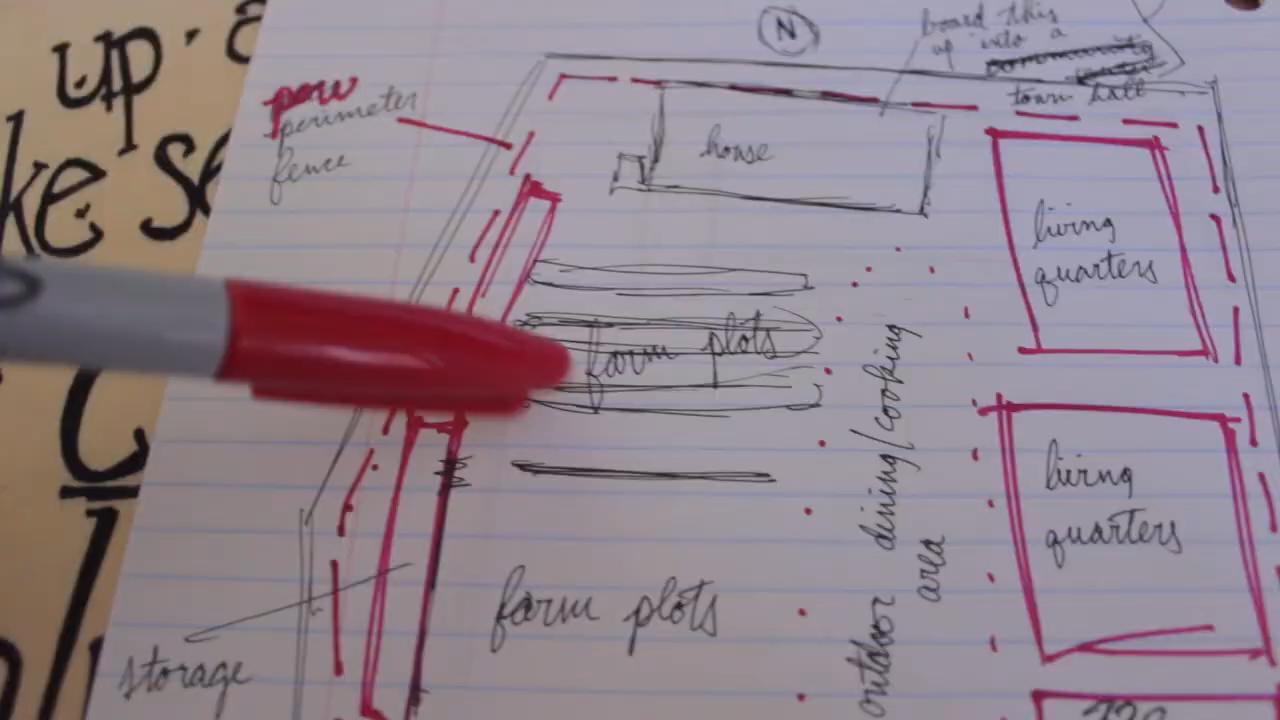 up.
ke se
N
board this
up into a
town hall
perimeter
fence
house
living
quarters
farm plots
living
quarters
outdoor dining/cooking
area
farm plots
storage